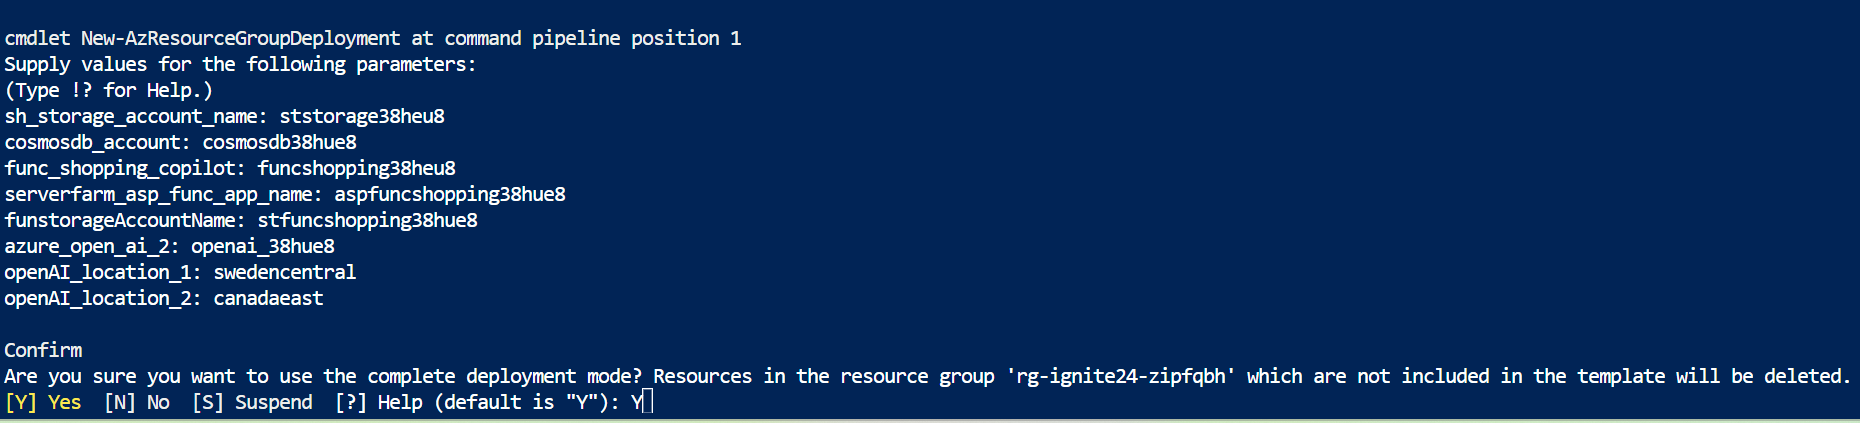 cmdlet New-AzResourceGroupDeployment at command pipeline position 1
Supply values for the following parameters:
(Type !? for Help.)
sh_storage_account_name: ststorage38heu8
cosmosdb_account: cosmosdb38hue8
func_shopping_copilot: funcshopping38heu8
serverfarm_asp_func_app_name: aspfuncshopping38hue8
funstorageAccountName: stfuncshopping38hue8
azure_open_ai_2: openai_38hue8
openAI_location_1: swedencentral
openAI_location_2: canadaeast
Confirm
Are you sure you want to use the complete deployment mode? Resources in the resource group 'rg-ignite24-zipfqbh' which are not included in the template will be deleted.
[Y] Yes  [N] No  [S] Suspend  [?] Help (default is "Y"): Y